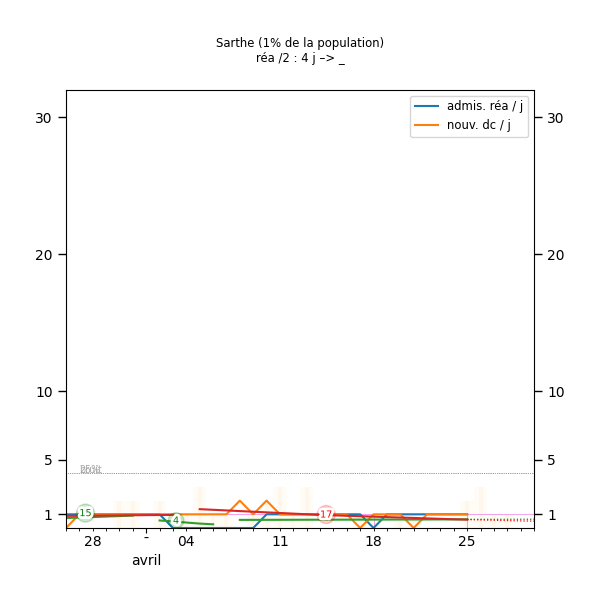 Sarthe (1% de la population)
réa /2 : 4 j –> _
admis. réa / j
nouv. dc / j
30 30
20 20
10 10
5 5
1 1
15
4
17
28 - 04 11 18 25
avril